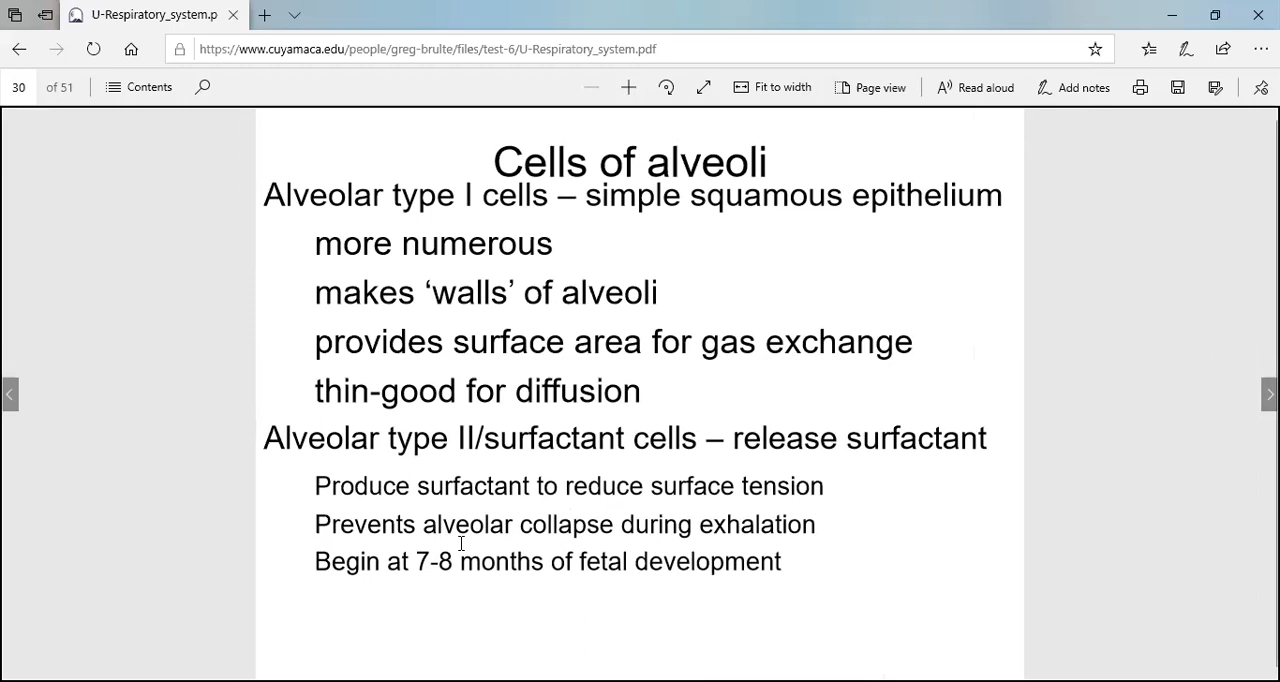 U-Respiratory_system.p
https://www.cuyamaca.edu/people/greg-brulte/files/test-6/U-Respiratory_system.pdf
30 of 51 Contents Fit to width Page view Read aloud Add notes
Cells of alveoli
Alveolar type I cells – simple squamous epithelium
more numerous
makes ‘walls’ of alveoli
provides surface area for gas exchange
thin-good for diffusion
Alveolar type II/surfactant cells – release surfactant
Produce surfactant to reduce surface tension
Prevents alveolar collapse during exhalation
Begin at 7-8 months of fetal development